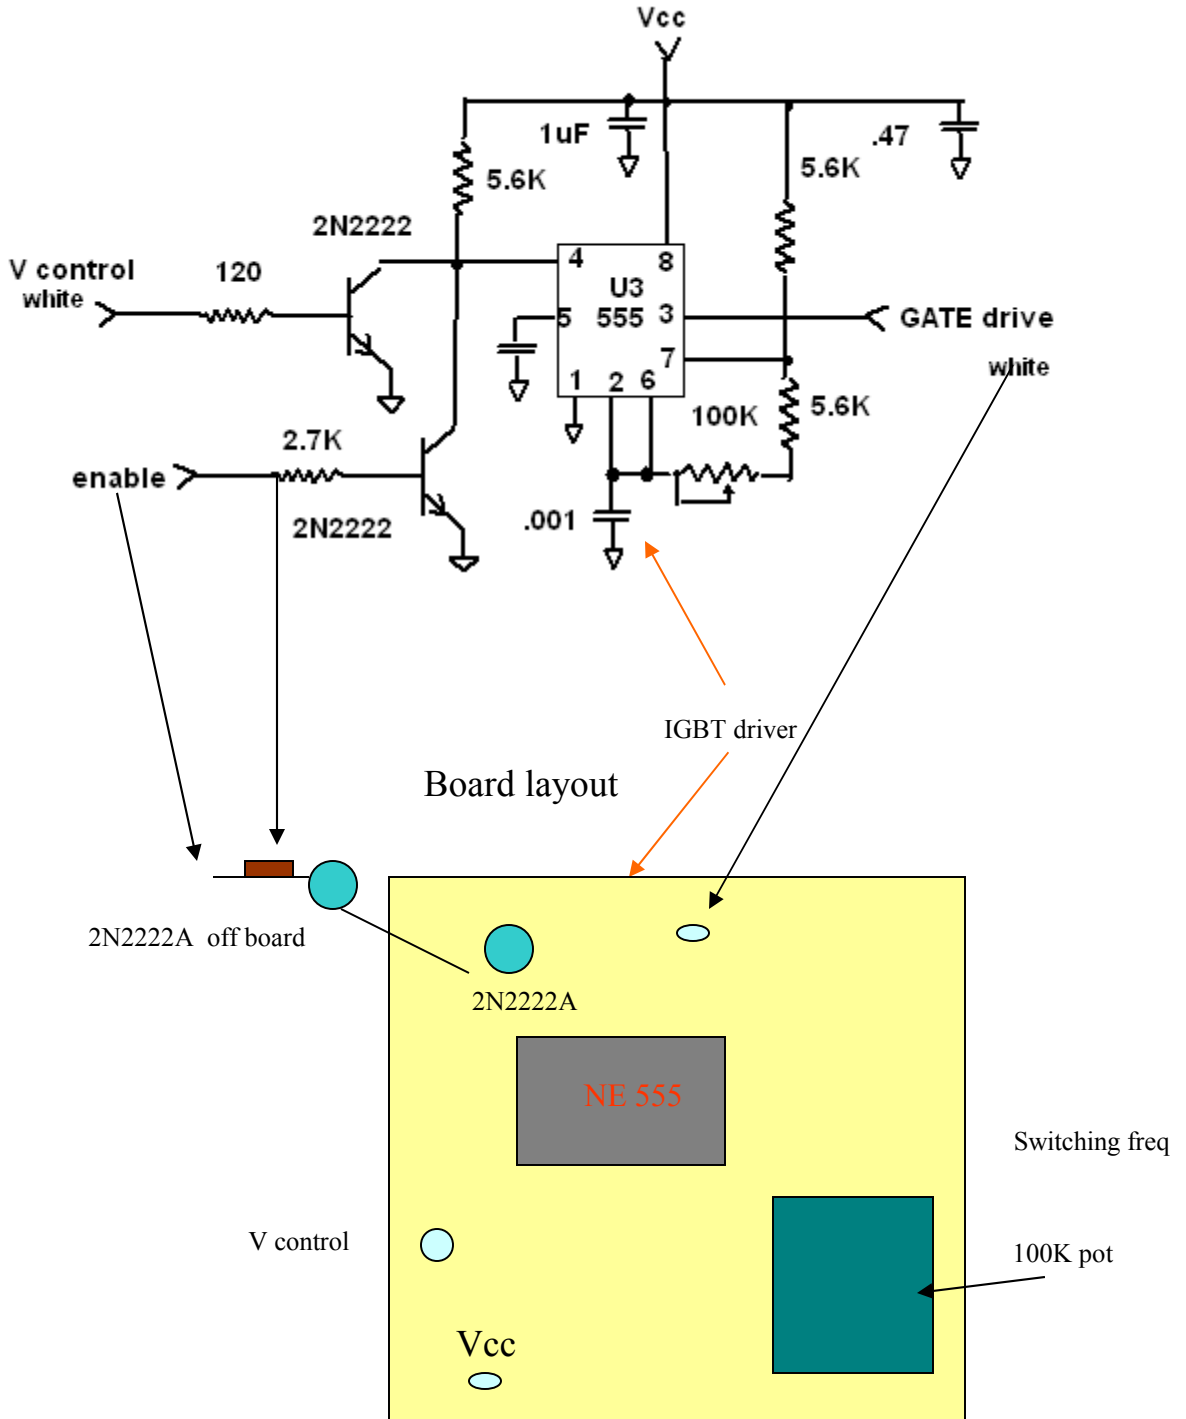 Vcc
1uF
.47
5.6K
5.6K
2N2222
V control
white
120
4
8
U3
5
555
3
GATE drive
7
white
1
2
6
100K
5.6K
2.7K
enable
.001
2N2222
IGBT driver
Board layout
2N2222A off board
2N2222A
NE 555
Switching freq
V control
100K pot
Vcc